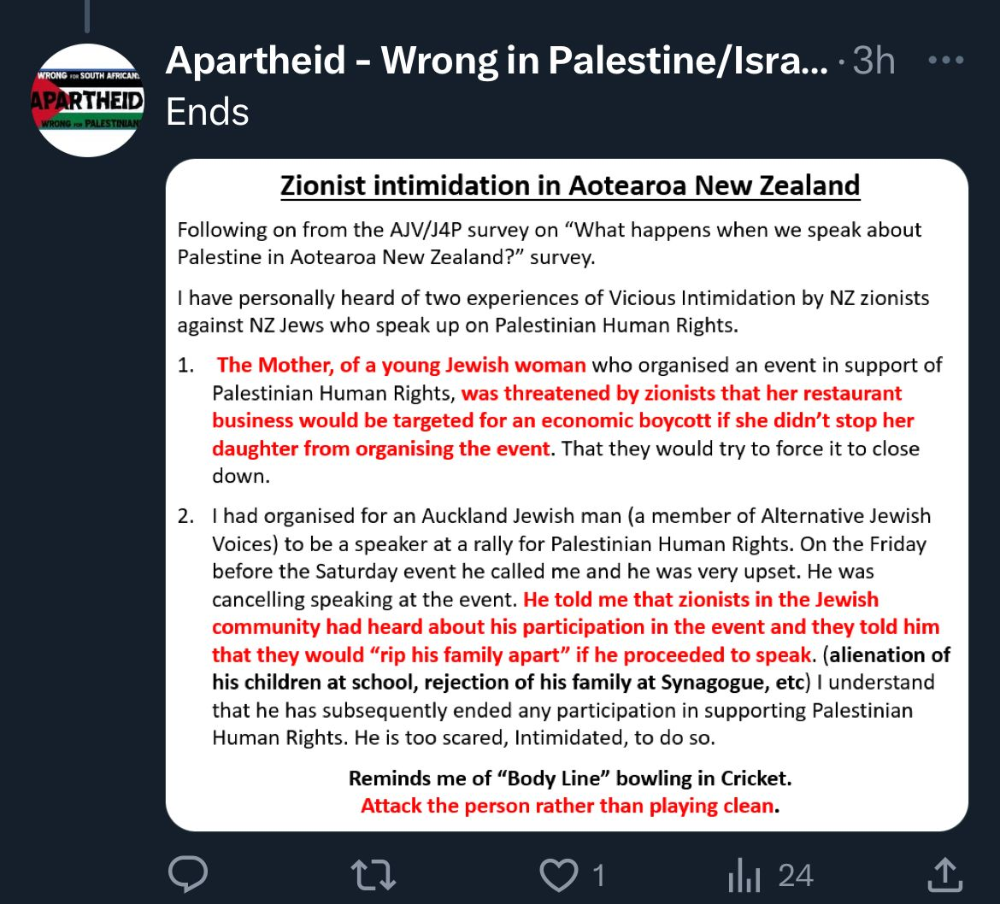 WRONG FOR SOUTH AFRICANS
APARTHEID
WRONG FOR PALESTINIAN
Apartheid - Wrong in Palestine/Isra... · 3h
Ends
Zionist intimidation in Aotearoa New Zealand
Following on from the AJV/J4P survey on “What happens when we speak about
Palestine in Aotearoa New Zealand?” survey.
I have personally heard of two experiences of Vicious Intimidation by NZ zionists
against NZ Jews who speak up on Palestinian Human Rights.
1. The Mother, of a young Jewish woman who organised an event in support of
Palestinian Human Rights, was threatened by zionists that her restaurant
business would be targeted for an economic boycott if she didn’t stop her
daughter from organising the event. That they would try to force it to close
down.
2. I had organised for an Auckland Jewish man (a member of Alternative Jewish
Voices) to be a speaker at a rally for Palestinian Human Rights. On the Friday
before the Saturday event he called me and he was very upset. He was
cancelling speaking at the event. He told me that zionists in the Jewish
community had heard about his participation in the event and they told him
that they would “rip his family apart” if he proceeded to speak. (alienation of
his children at school, rejection of his family at Synagogue, etc) I understand
that he has subsequently ended any participation in supporting Palestinian
Human Rights. He is too scared, Intimidated, to do so.
Reminds me of “Body Line” bowling in Cricket.
Attack the person rather than playing clean.
1 24